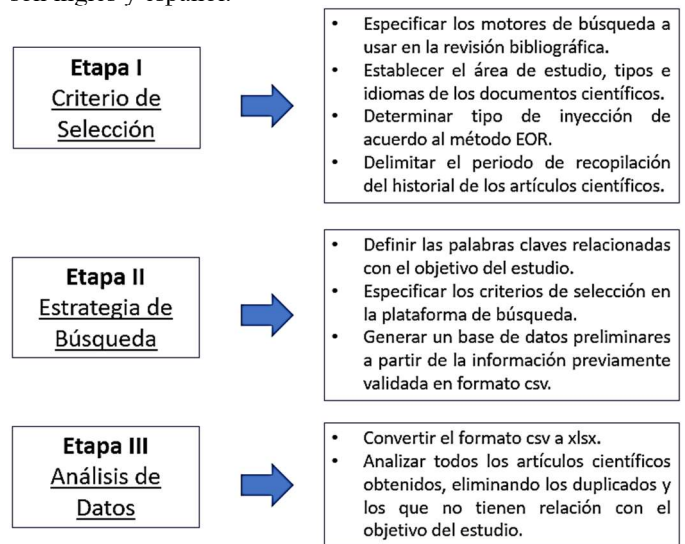 son inglés y español.
Etapa I
Criterio de
Selección
• Especificar los motores de búsqueda a
usar en la revisión bibliográfica.
• Establecer el área de estudio, tipos e
idiomas de los documentos científicos.
• Determinar tipo de inyección de
acuerdo al método EOR.
• Delimitar el periodo de recopilación
del historial de los artículos científicos.
Etapa II
Estrategia de
Búsqueda
• Definir las palabras claves relacionadas
con el objetivo del estudio.
• Especificar los criterios de selección en
la plataforma de búsqueda.
• Generar un base de datos preliminares
a partir de la información previamente
validada en formato csv.
Etapa III
Análisis de
Datos
• Convertir el formato csv a xlsx.
• Analizar todos los artículos científicos
obtenidos, eliminando los duplicados y
los que no tienen relación con el
objetivo del estudio.